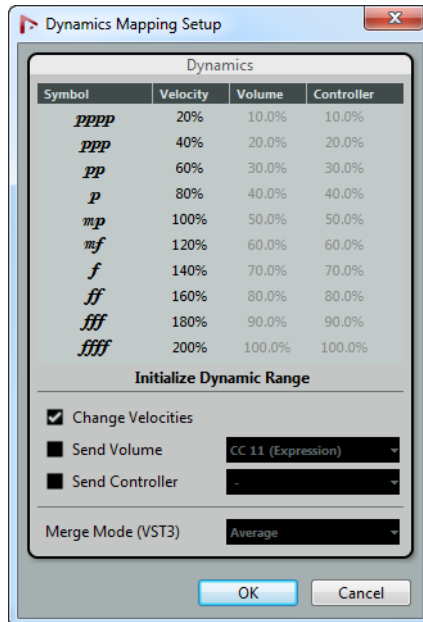 Dynamics Mapping Setup
Dynamics
Symbol Velocity Volume Controller
pppp 20% 10.0% 10.0%
ppp 40% 20.0% 20.0%
pp 60% 30.0% 30.0%
p 80% 40.0% 40.0%
mp 100% 50.0% 50.0%
mf 120% 60.0% 60.0%
f 140% 70.0% 70.0%
ff 160% 80.0% 80.0%
fff 180% 90.0% 90.0%
ffff 200% 100.0% 100.0%
Initialize Dynamic Range
Change Velocities
Send Volume CC 11 (Expression)
Send Controller -
Merge Mode (VST3) Average
OK Cancel